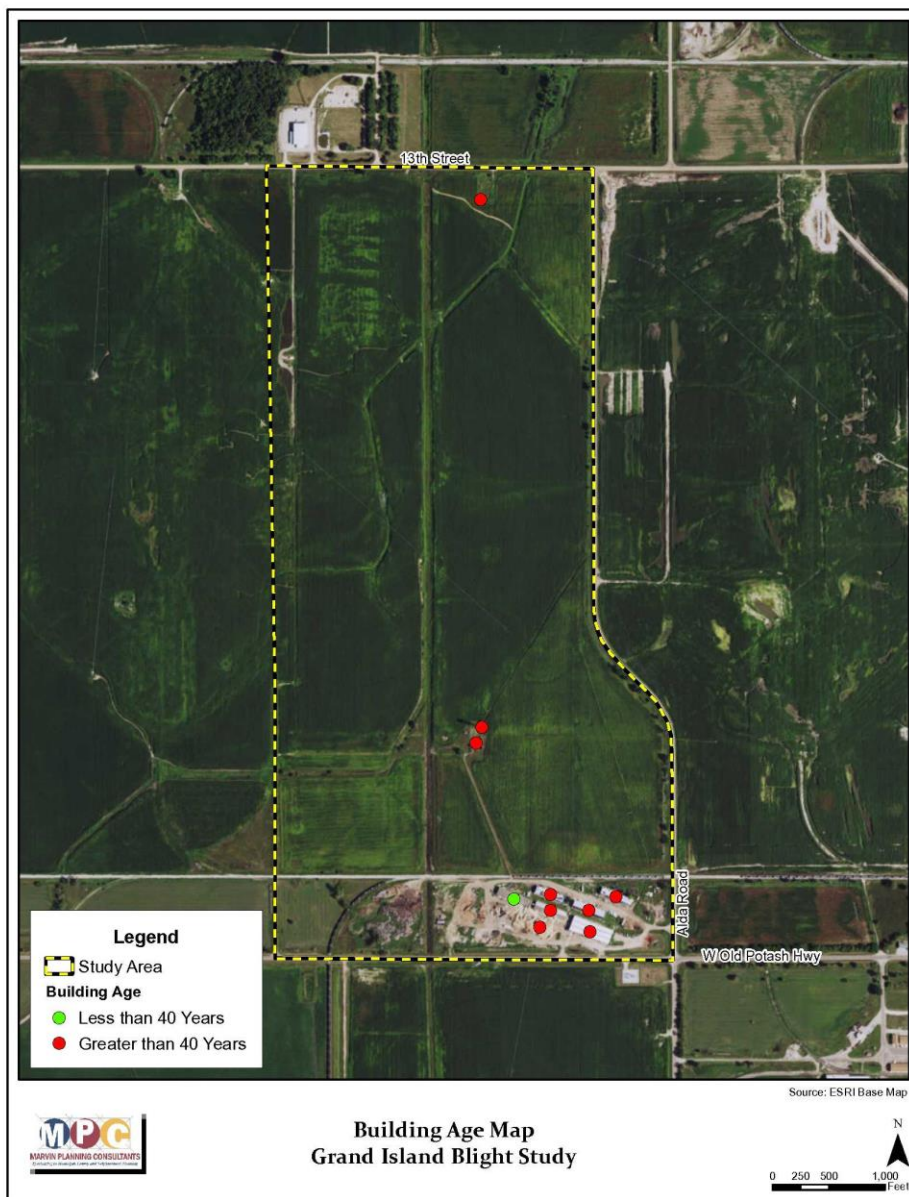 13th Street
Alda Road
W Old Potash Hwy
Legend
Study Area
Building Age
Less than 40 Years
Greater than 40 Years
Source: ESRI Base Map
MPC
MARVIN PLANNING CONSULTANTS
Building Age Map
Grand Island Blight Study
N
0 250 500 1,000
Feet